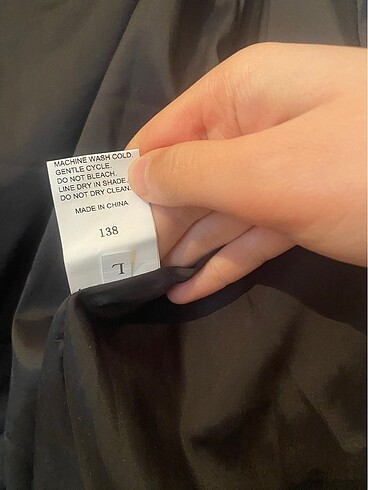 MACHINE WASH COLD.
GENTLE CYCLE.
DO NOT BLEACH.
LINE DRY IN SHADE.
DO NOT DRY CLEAN.
MADE IN CHINA
138
L